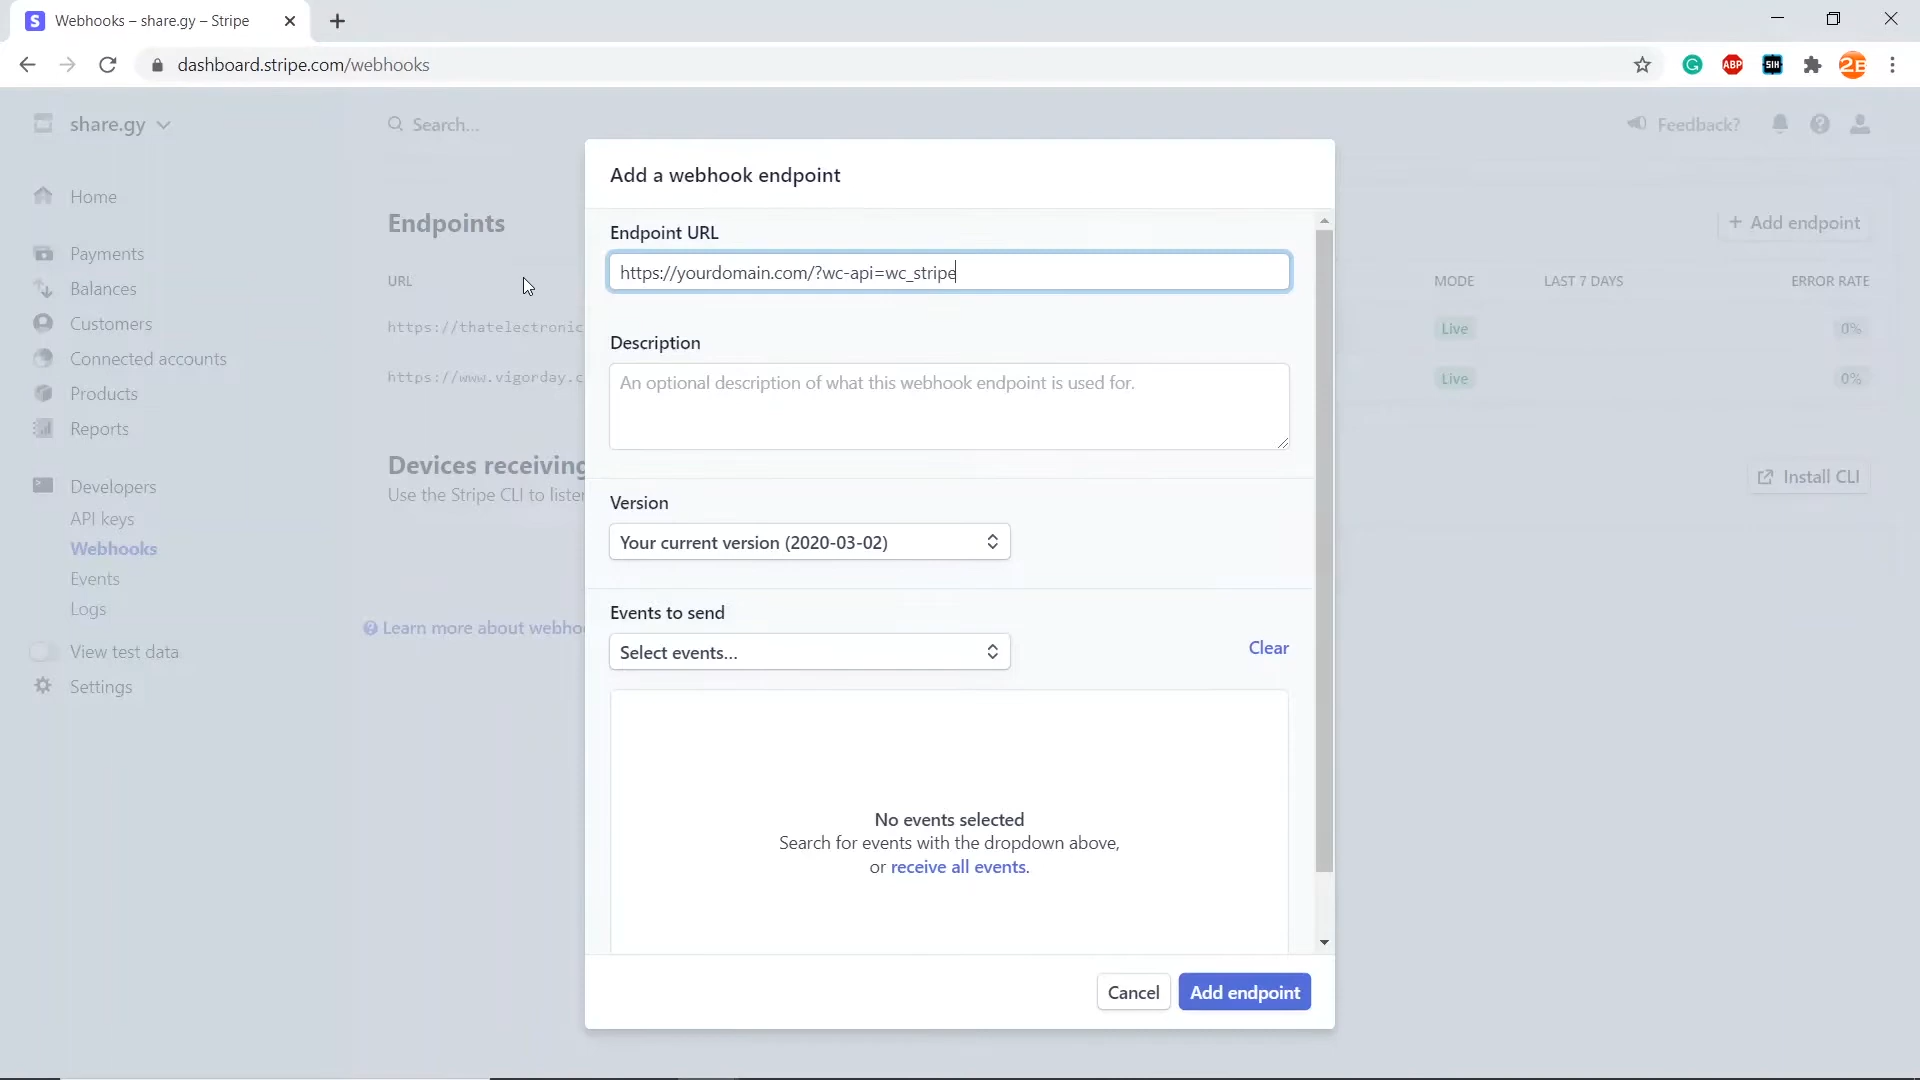 Webhooks – share.gy – Stripe
dashboard.stripe.com/webhooks
ABP
SIH
2B
share.gy
Search...
Feedback?
Home
Payments
Balances
Customers
Connected accounts
Products
Reports
Developers
API keys
Webhooks
Events
Logs
View test data
Settings
Endpoints
+ Add endpoint
URL
MODE
LAST 7 DAYS
ERROR RATE
https://thatelectronic
Live
0%
https://www.vigorday.c
Live
0%
Devices receiving
Use the Stripe CLI to lister
Install CLI
Learn more about webhoo
Add a webhook endpoint
Endpoint URL
https://yourdomain.com/?wc-api=wc_stripe
Description
An optional description of what this webhook endpoint is used for.
Version
Your current version (2020-03-02)
Events to send
Select events...
Clear
No events selected
Search for events with the dropdown above,
or receive all events.
Cancel
Add endpoint